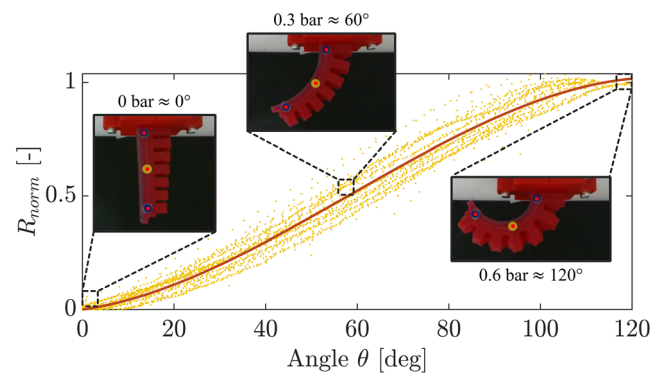 0.3 bar ≈ 60°
0 bar ≈ 0°
0.6 bar ≈ 120°
1
0.5
0
R_norm [-]
0 20 40 60 80 100 120
Angle θ [deg]